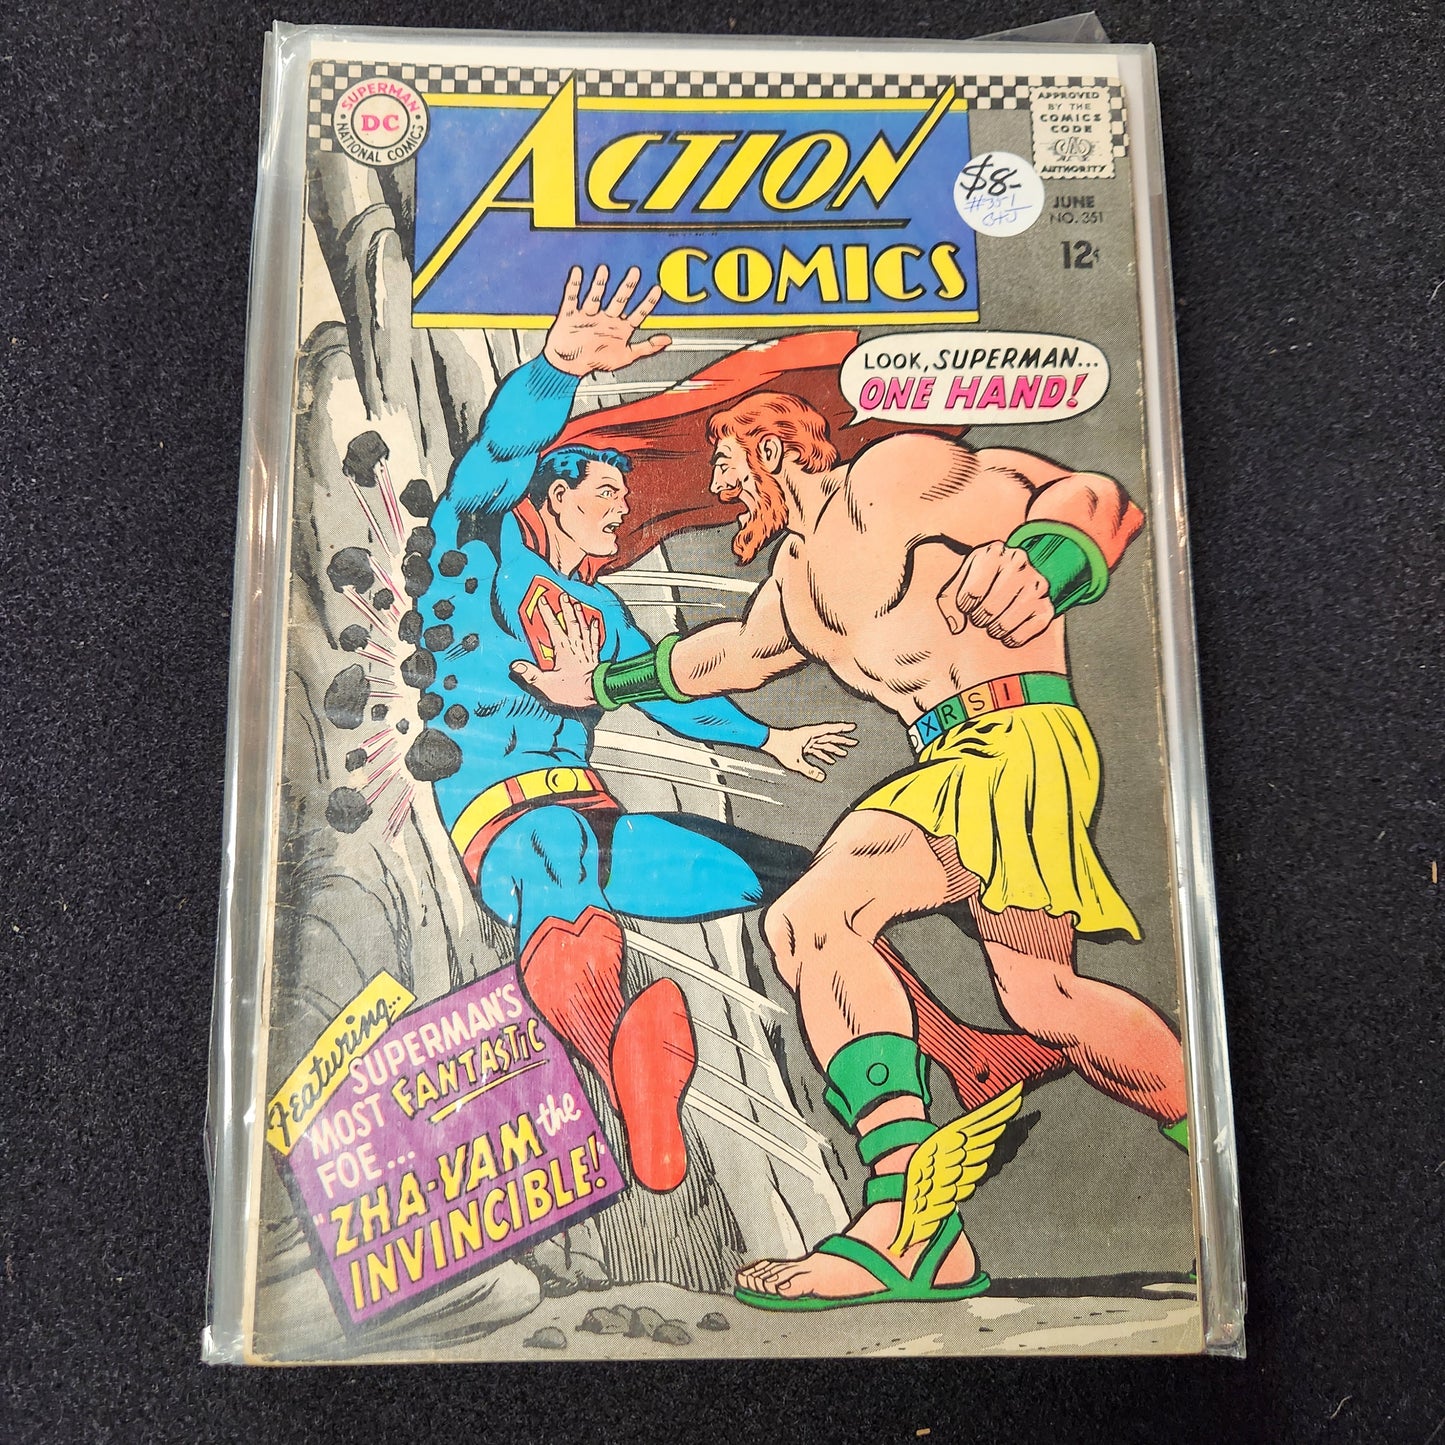 SUPERMAN
DC
NATIONAL COMICS
ACTION
COMICS
APPROVED
BY THE
COMICS
CODE
AUTHORITY
$8-
#351
JUNE
NO. 351
12¢
LOOK, SUPERMAN...
ONE HAND!
S
X R S I
Featuring...
SUPERMAN'S
MOST FANTASTIC
FOE...
"ZHA-VAM the
INVINCIBLE!"